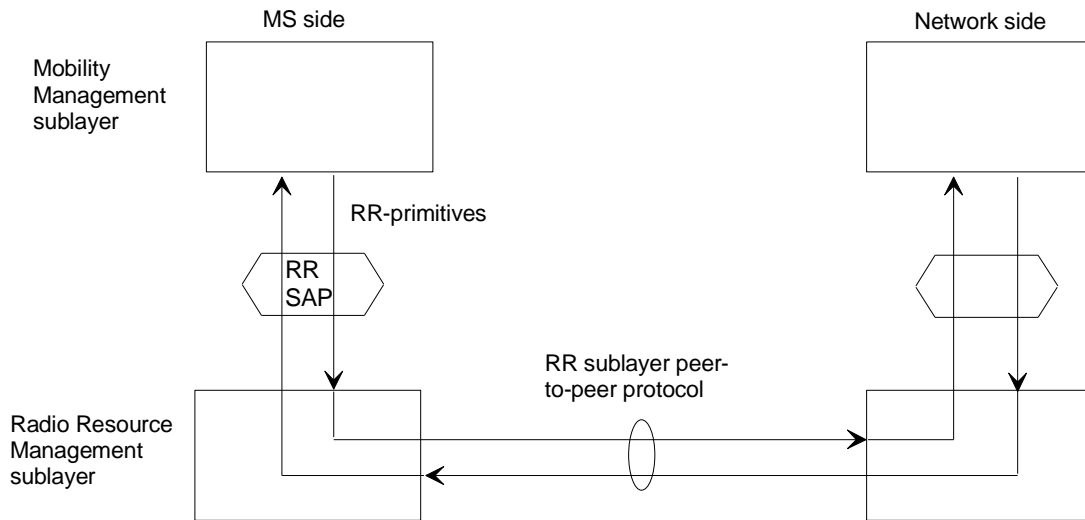 MS side
Network side
Mobility
Management
sublayer
RR-primitives
RR
SAP
RR sublayer peer-
to-peer protocol
Radio Resource
Management
sublayer